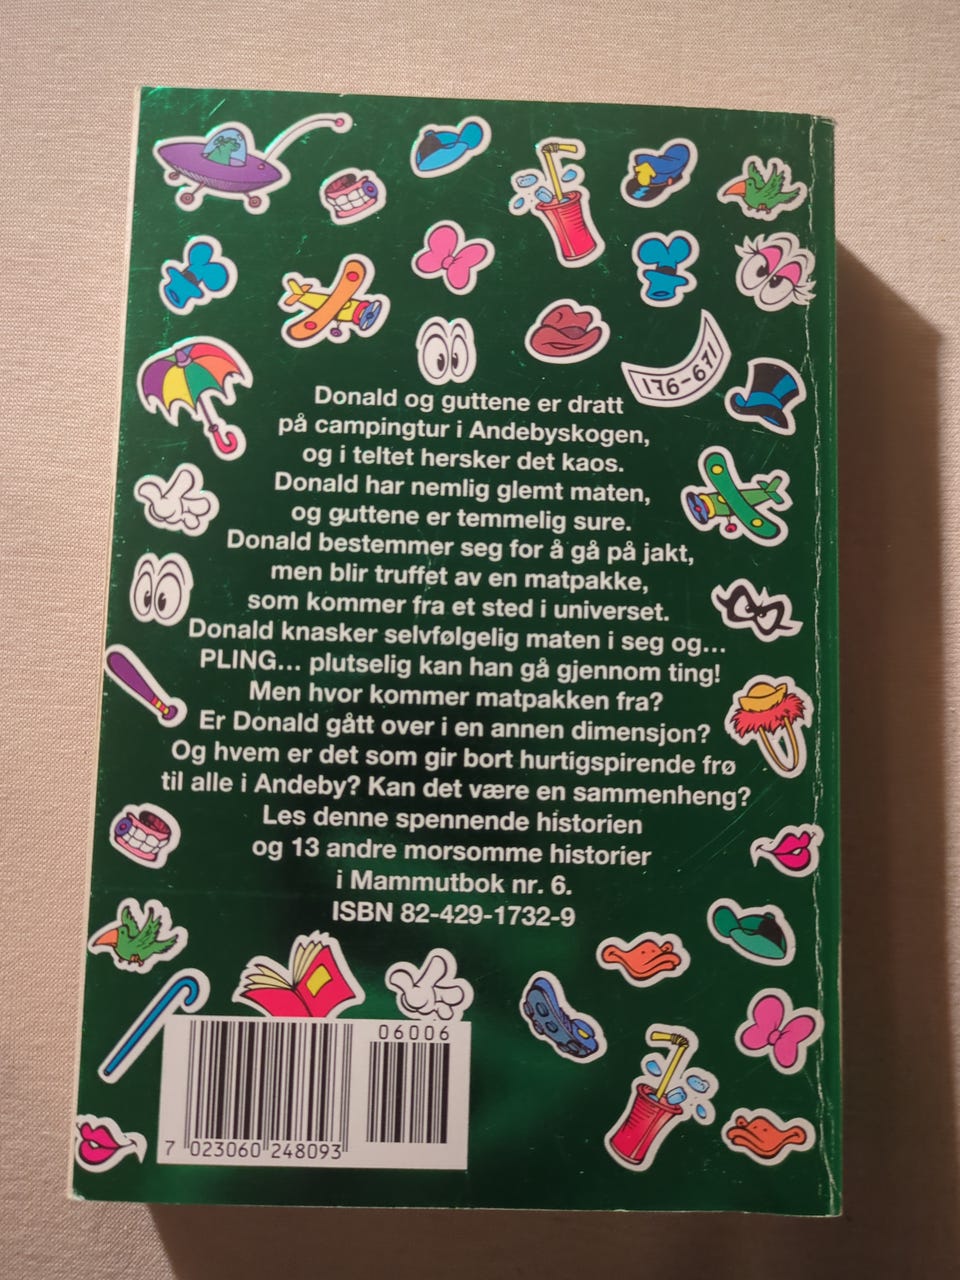 176-671
Donald og guttene er dratt
på campingtur i Andebyskogen,
og i teltet hersker det kaos.
Donald har nemlig glemt maten,
og guttene er temmelig sure.
Donald bestemmer seg for å gå på jakt,
men blir truffet av en matpakke,
som kommer fra et sted i universet.
Donald knasker selvfølgelig maten i seg og...
PLING... plutselig kan han gå gjennom ting!
Men hvor kommer matpakken fra?
Er Donald gått over i en annen dimensjon?
Og hvem er det som gir bort hurtigspirende frø
til alle i Andeby? Kan det være en sammenheng?
Les denne spennende historien
og 13 andre morsomme historier
i Mammutbok nr. 6.
ISBN 82-429-1732-9
06006
7 023060 248093